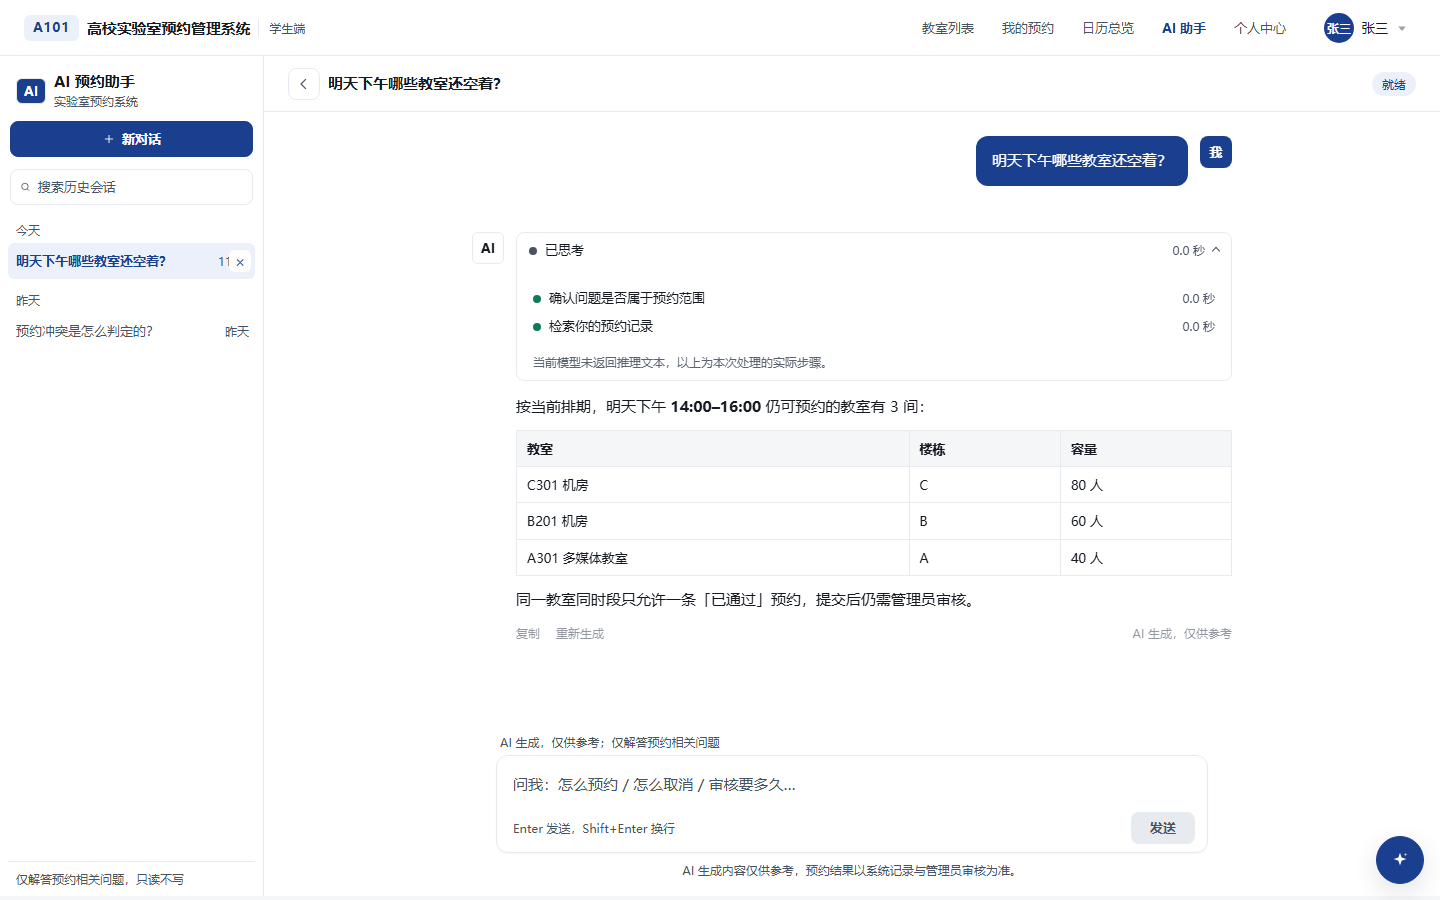 A101 高校实验室预约管理系统 学生端 教室列表 我的预约 日历总览 AI 助手 个人中心 张三 张三
AI AI 预约助手
实验室预约系统
+ 新对话
搜索历史会话
今天
明天下午哪些教室还空着？ 11 ×
昨天
预约冲突是怎么判定的？ 昨天
仅解答预约相关问题，只读不写
明天下午哪些教室还空着？ 就绪
明天下午哪些教室还空着？ 我
AI 已思考 0.0 秒
确认问题是否属于预约范围 0.0 秒
检索你的预约记录 0.0 秒
当前模型未返回推理文本，以上为本次处理的实际步骤。
按当前排期，明天下午 14:00–16:00 仍可预约的教室有 3 间：
教室 楼栋 容量
C301 机房 C 80 人
B201 机房 B 60 人
A301 多媒体教室 A 40 人
同一教室同时段只允许一条「已通过」预约，提交后仍需管理员审核。
复制 重新生成 AI 生成，仅供参考
AI 生成，仅供参考；仅解答预约相关问题
问我：怎么预约 / 怎么取消 / 审核要多久...
Enter 发送，Shift+Enter 换行 发送
AI 生成内容仅供参考，预约结果以系统记录与管理员审核为准。